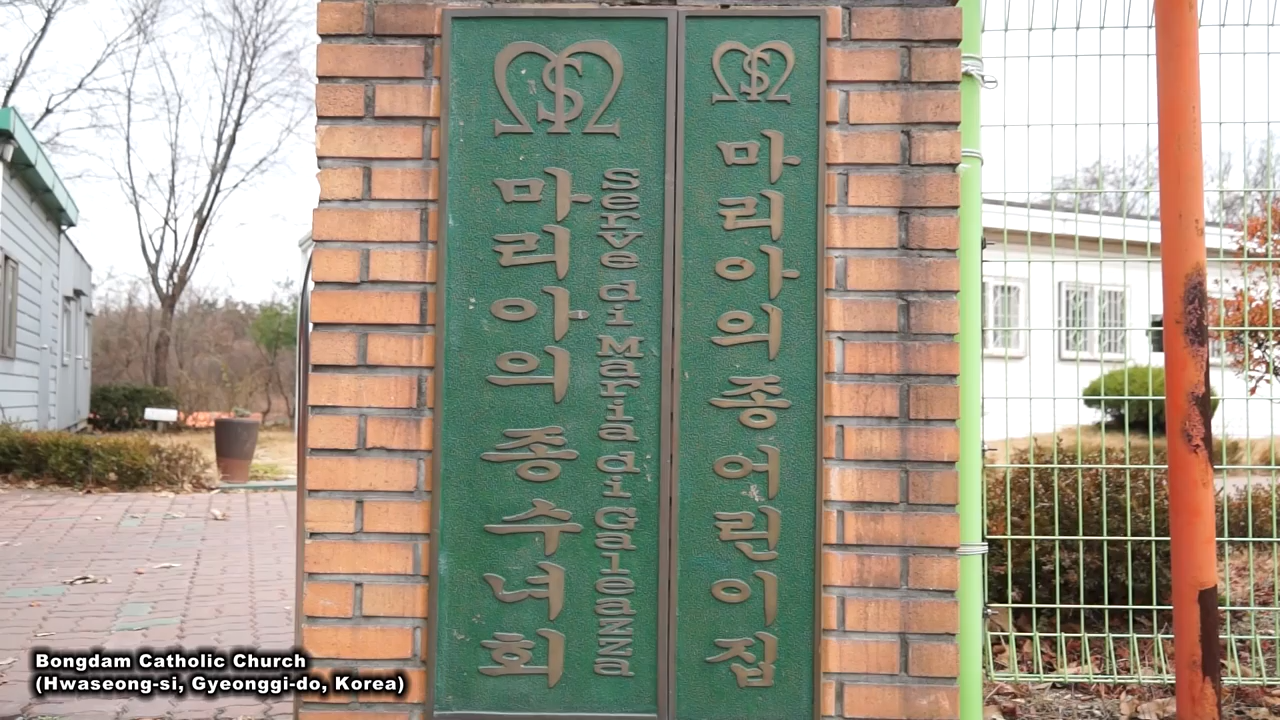 마리아의 종 수녀회
Serve di Maria di Galeazza
마리아의 종 어린이집
Bongdam Catholic Church
(Hwaseong-si, Gyeonggi-do, Korea)